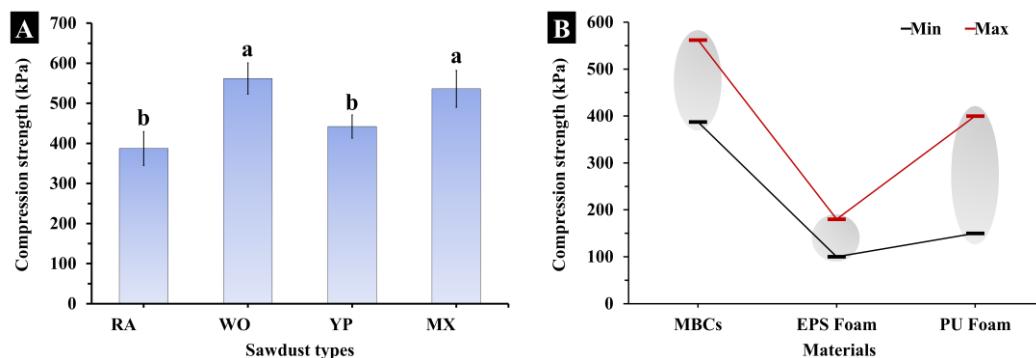 A
Compression strength (kPa)
700
600
500
400
300
200
100
0
b
a
b
a
RA WO YP MX
Sawdust types
B
Compression strength (kPa)
600
500
400
300
200
100
0
Min Max
MBCs EPS Foam PU Foam
Materials